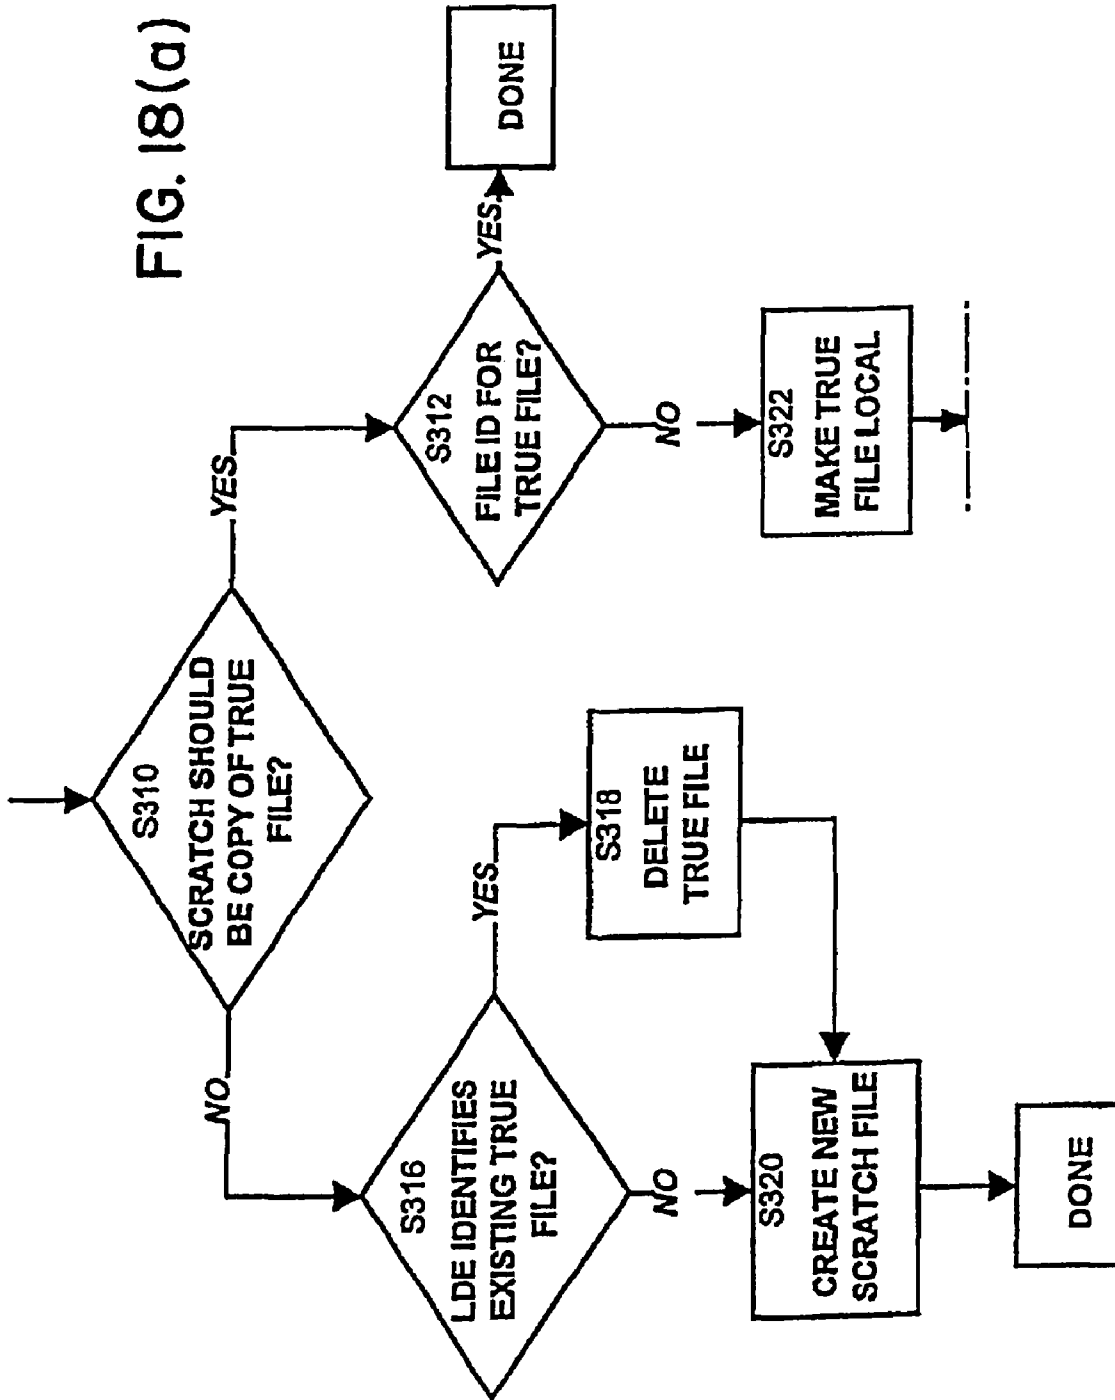 FIG. 18(a)
S310
SCRATCH SHOULD
BE COPY OF TRUE
FILE?
NO
YES
S316
LDE IDENTIFIES
EXISTING TRUE
FILE?
YES
NO
S318
DELETE
TRUE FILE
S320
CREATE NEW
SCRATCH FILE
DONE
S312
FILE ID FOR
TRUE FILE?
YES
DONE
NO
S322
MAKE TRUE
FILE LOCAL